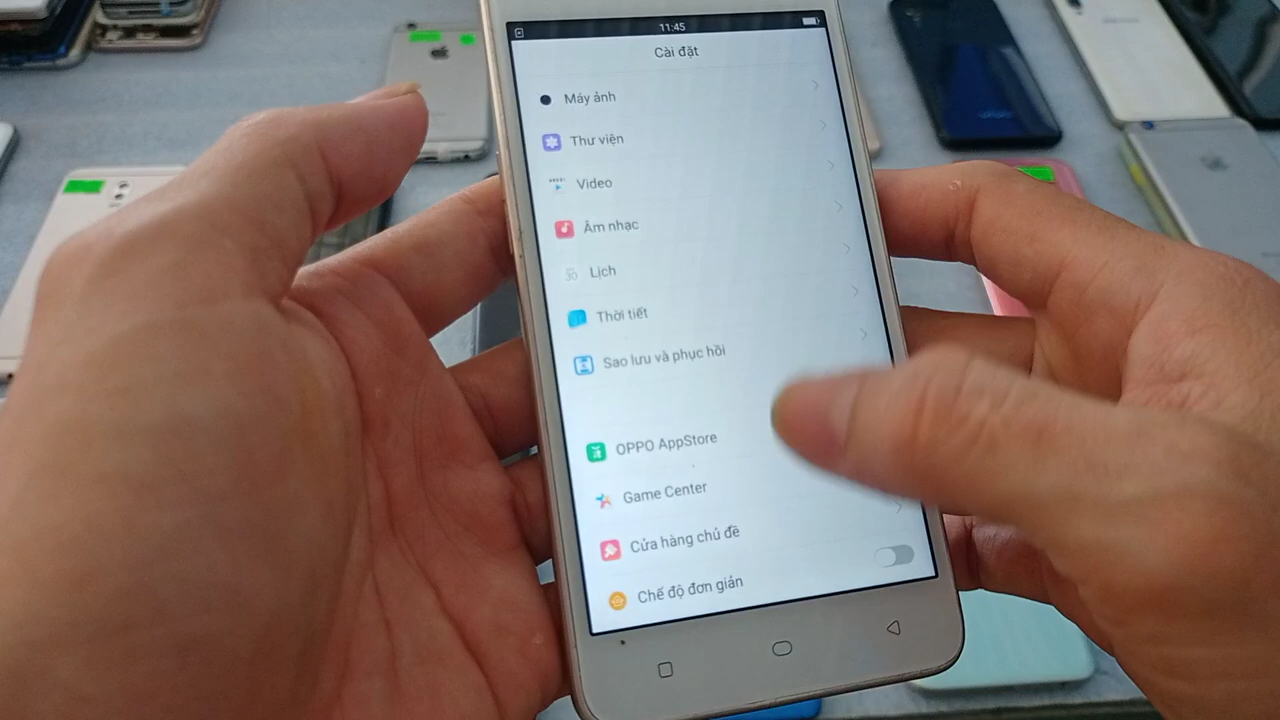 11:45
Cài đặt
Máy ảnh
Thư viện
Video
Âm nhạc
Lịch
Thời tiết
Sao lưu và phục hồi
OPPO AppStore
Game Center
Cửa hàng chủ đề
Chế độ đơn giản